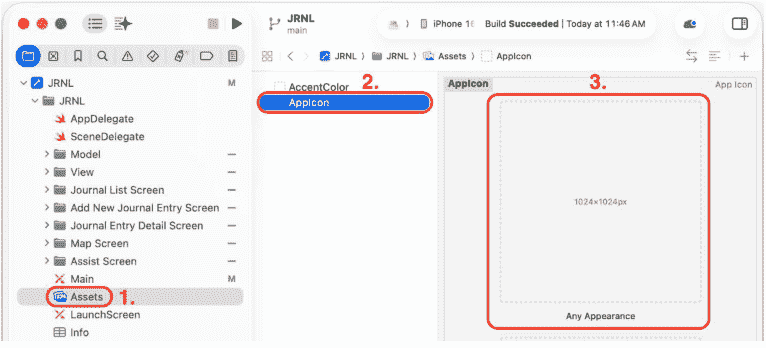 JRNL
main
iPhone 16
Build Succeeded | Today at 11:46 AM
JRNL
M
JRNL
AppDelegate
SceneDelegate
Model
View
Journal List Screen
Add New Journal Entry Screen
Journal Entry Detail Screen
Map Screen
Assist Screen
Main
M
Assets
1.
LaunchScreen
Info
JRNL
JRNL
Assets
AppIcon
AccentColor
2.
AppIcon
AppIcon
3.
App Icon
1024x1024px
Any Appearance